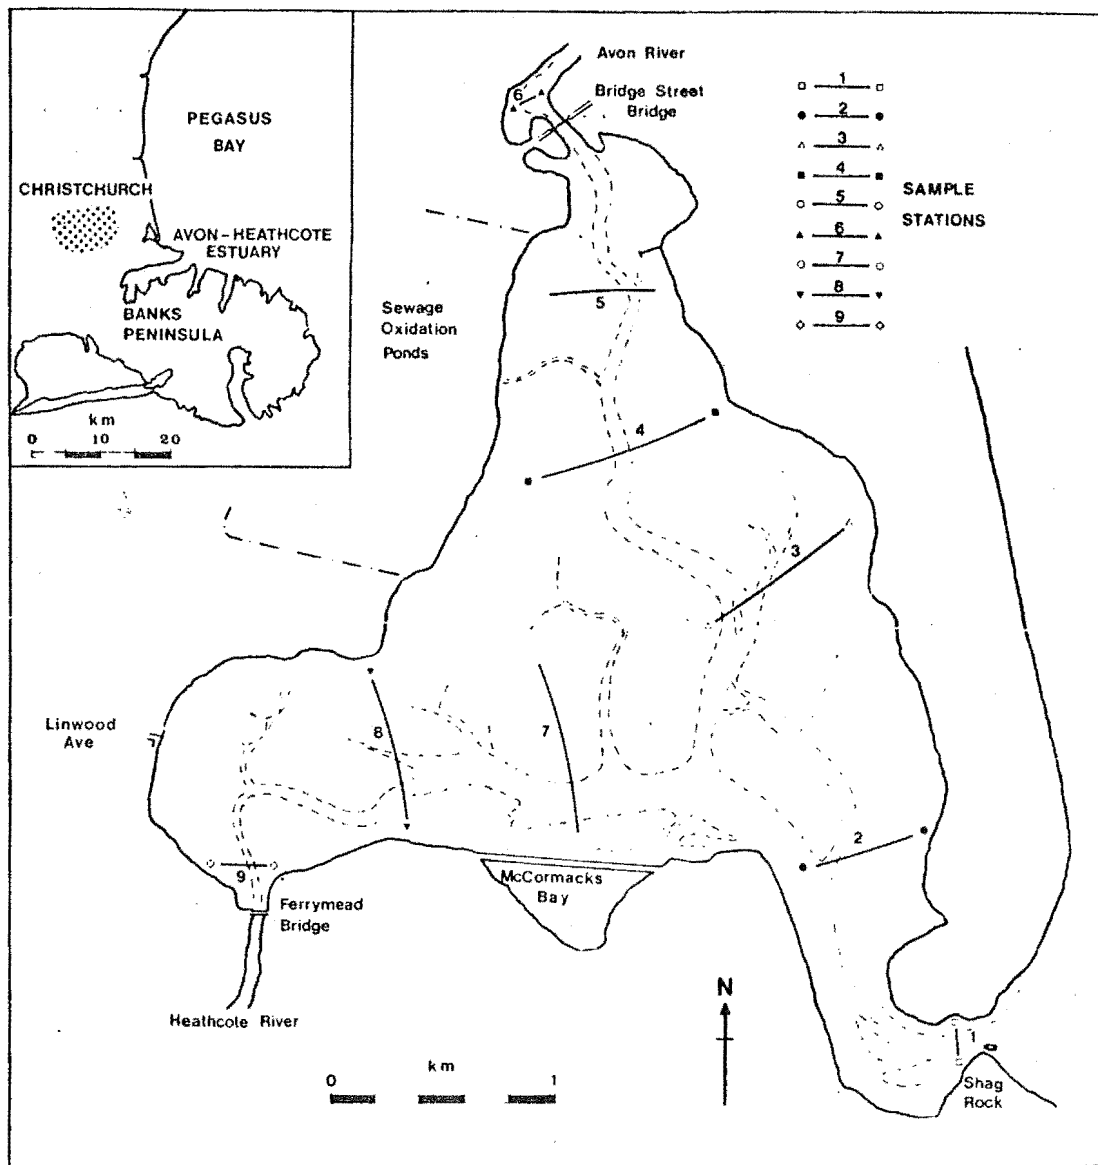 PEGASUS
BAY
CHRISTCHURCH
AVON-HEATHCOTE
ESTUARY
BANKS
PENINSULA
km
0 10 20
Avon River
Bridge Street
Bridge
6
1
2
3
4
5
6
7
8
9
SAMPLE
STATIONS
Sewage
Oxidation
Ponds
5
4
3
Linwood
Ave
8
7
2
9
McCormacks
Bay
Ferrymead
Bridge
Heathcote River
N
km
0 1
1
Shag
Rock